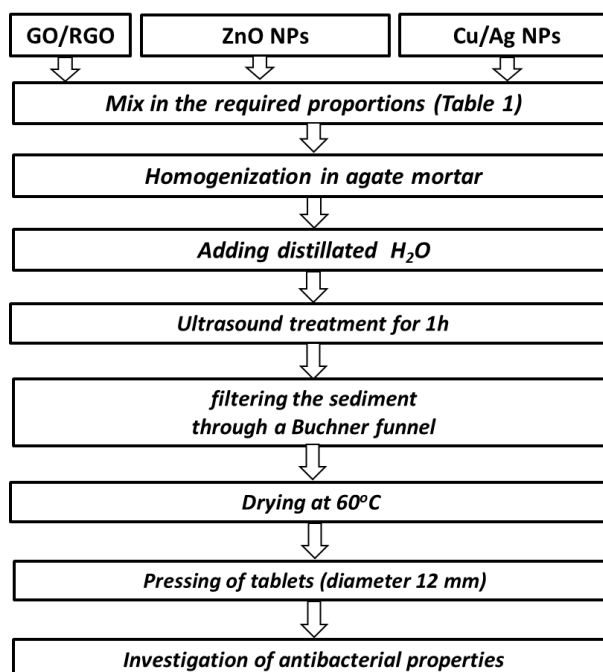 GO/RGO
ZnO NPs
Cu/Ag NPs
Mix in the required proportions (Table 1)
Homogenization in agate mortar
Adding distillated H₂O
Ultrasound treatment for 1h
filtering the sediment
through a Buchner funnel
Drying at 60°C
Pressing of tablets (diameter 12 mm)
Investigation of antibacterial properties